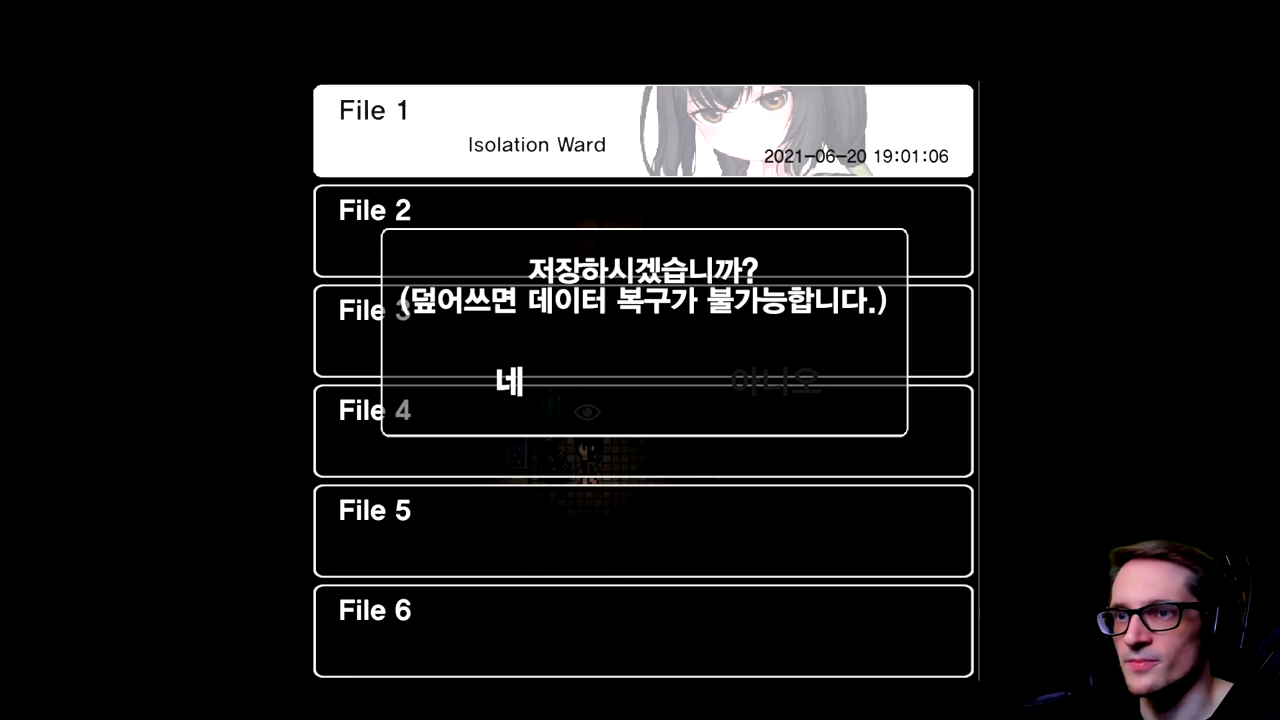 File 1
Isolation Ward
2021-06-20 19:01:06
File 2
저장하시겠습니까?
(덮어쓰면 데이터 복구가 불가능합니다.)
File 3
네
아니오
File 4
File 5
File 6